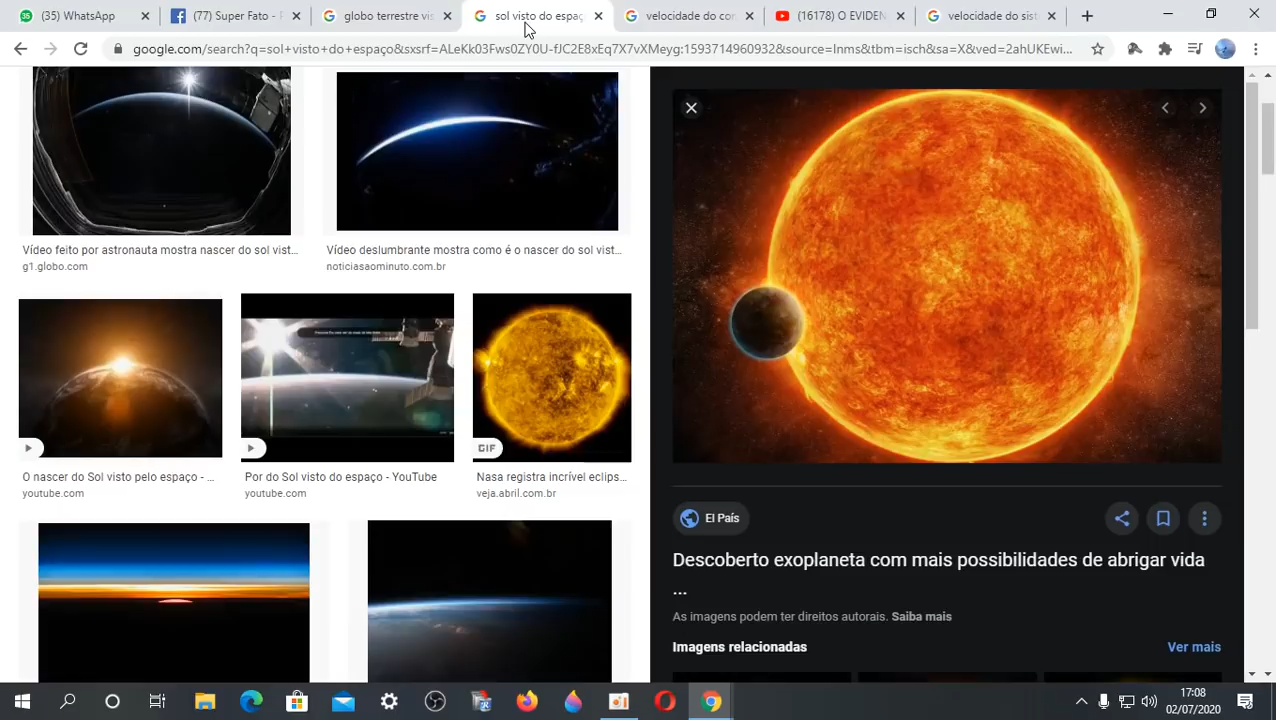 35
(35) WhatsApp
(77) Super Fato - P
globo terrestre vis
sol visto do espaç
velocidade do co
(16178) O EVIDEN
velocidade do sist
google.com/search?q=sol+visto+do+espaço&sxsrf=ALeKk03Fws0ZY0U-fJC2E8xEq7X7vXMeyg:1593714960932&source=lnms&tbm=isch&sa=X&ved=2ahUKEwi...
Vídeo feito por astronauta mostra nascer do sol vist...
g1.globo.com
Vídeo deslumbrante mostra como é o nascer do sol vist...
noticiasaominuto.com.br
GIF
O nascer do Sol visto pelo espaço - ...
youtube.com
Por do Sol visto do espaço - YouTube
youtube.com
Nasa registra incrível eclips...
veja.abril.com.br
El País
Descoberto exoplaneta com mais possibilidades de abrigar vida
...
As imagens podem ter direitos autorais. Saiba mais
Imagens relacionadas
Ver mais
17:08
02/07/2020